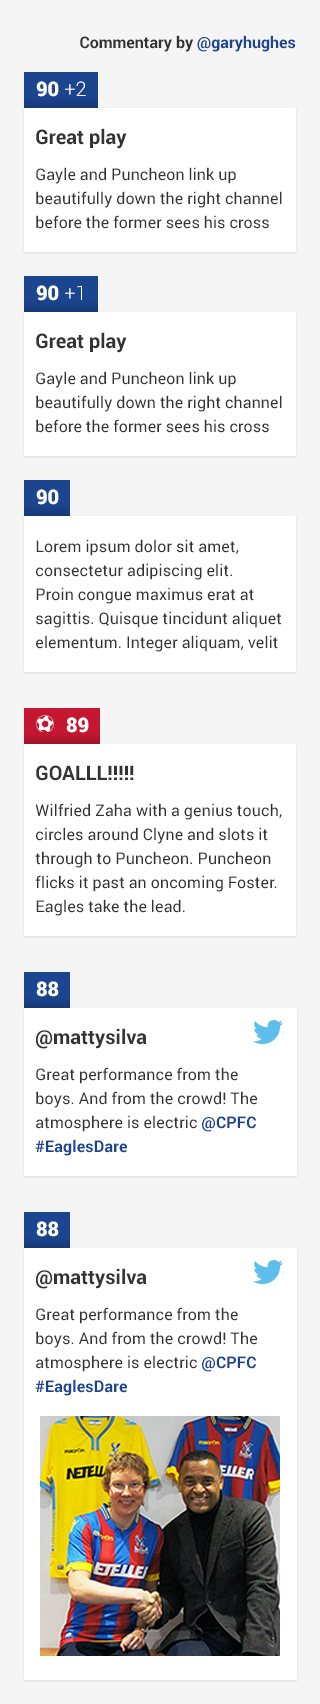 Commentary by @garyhughes
90 +2
Great play
Gayle and Puncheon link up
beautifully down the right channel
before the former sees his cross
90 +1
Great play
Gayle and Puncheon link up
beautifully down the right channel
before the former sees his cross
90
Lorem ipsum dolor sit amet,
consectetur adipiscing elit.
Proin congue maximus erat at
sagittis. Quisque tincidunt aliquet
elementum. Integer aliquam, velit
89
GOALLL!!!!!
Wilfried Zaha with a genius touch,
circles around Clyne and slots it
through to Puncheon. Puncheon
flicks it past an oncoming Foster.
Eagles take the lead.
88
@mattysilva
Great performance from the
boys. And from the crowd! The
atmosphere is electric @CPFC
#EaglesDare
88
@mattysilva
Great performance from the
boys. And from the crowd! The
atmosphere is electric @CPFC
#EaglesDare
macron
macron
NETELL
ELLER
ETELLE